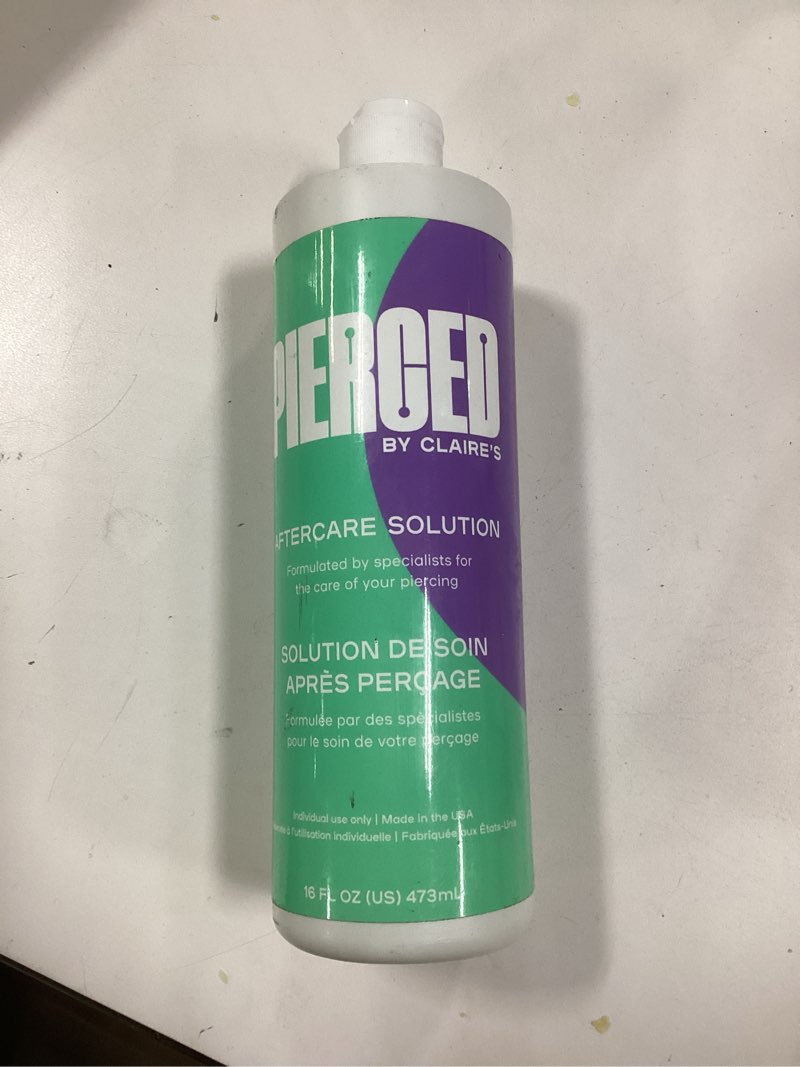 PIERCED
BY CLAIRE'S
AFTERCARE SOLUTION
Formulated by specialists for
the care of your piercing
SOLUTION DE SOIN
APRÈS PERÇAGE
Formulée par des spécialistes
pour le soin de votre perçage
Individual use only | Made in the USA
à l'utilisation individuelle | Fabriquée aux États-Unis
16 FL OZ (US) 473mL